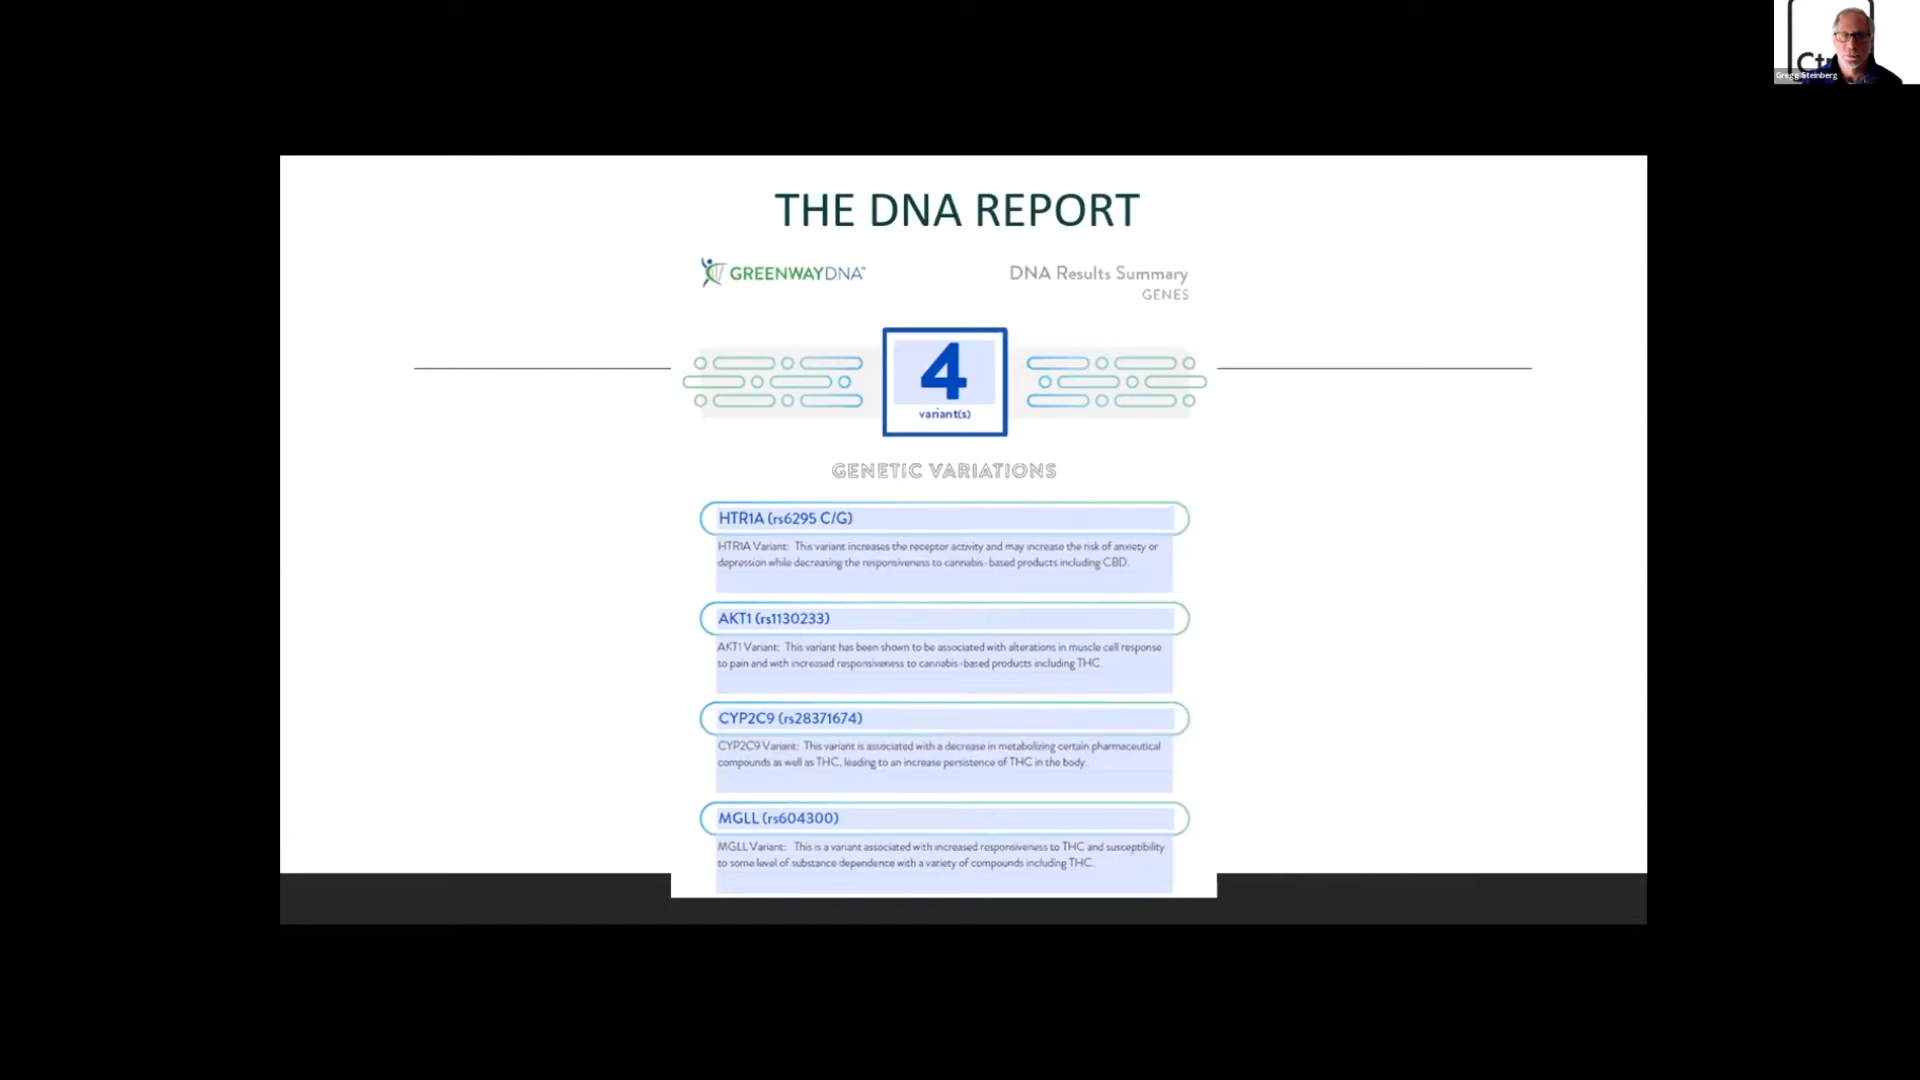 Ct
Gregg Steinberg
THE DNA REPORT
GREENWAYDNA™
DNA Results Summary
GENES
4
variant(s)
GENETIC VARIATIONS
HTR1A (rs6295 C/G)
HTR1A Variant: This variant increases the receptor activity and may increase the risk of anxiety or
depression while decreasing the responsiveness to cannabis-based products including CBD.
AKT1 (rs1130233)
AKT1 Variant: This variant has been shown to be associated with alterations in muscle cell response
to pain and with increased responsiveness to cannabis-based products including THC.
CYP2C9 (rs28371674)
CYP2C9 Variant: This variant is associated with a decrease in metabolizing certain pharmaceutical
compounds as well as THC, leading to an increase persistence of THC in the body.
MGLL (rs604300)
MGLL Variant: This is a variant associated with increased responsiveness to THC and susceptibility
to some level of substance dependence with a variety of compounds including THC.